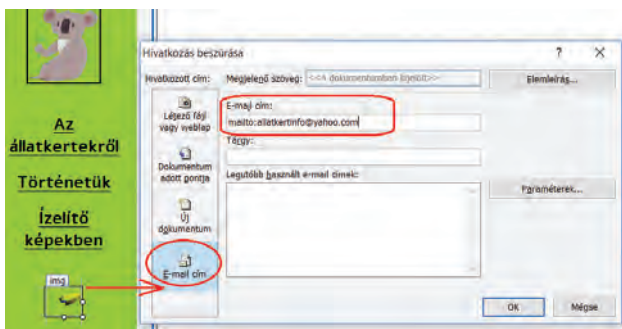 Az
állatkertekről
Történetük
Ízelítő
képekben
img
Hivatkozás beszúrása
?
Hivatkozott cím:
Megjelenő szöveg:
<<A dokumentumban kijelölt>>
Elemleírás...
Létező fájl
vagy weblap
Dokumentum
adott pontja
Új
dokumentum
E-mail cím
E-mail cím:
mailto:allatkertinfo@yahoo.com
Tárgy:
Legutóbb használt e-mail címek:
Paraméterek...
OK
Mégse